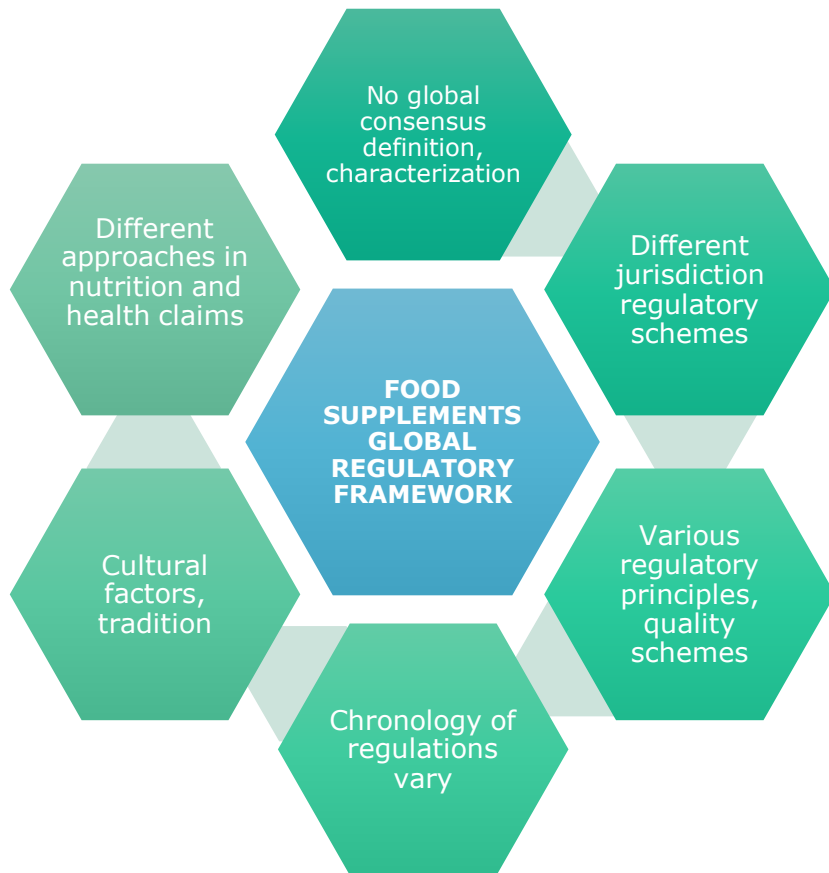 No global
consensus
definition,
characterization
Different
jurisdiction
regulatory
schemes
Various
regulatory
principles,
quality
schemes
Chronology of
regulations
vary
Cultural
factors,
tradition
Different
approaches in
nutrition and
health claims
FOOD
SUPPLEMENTS
GLOBAL
REGULATORY
FRAMEWORK